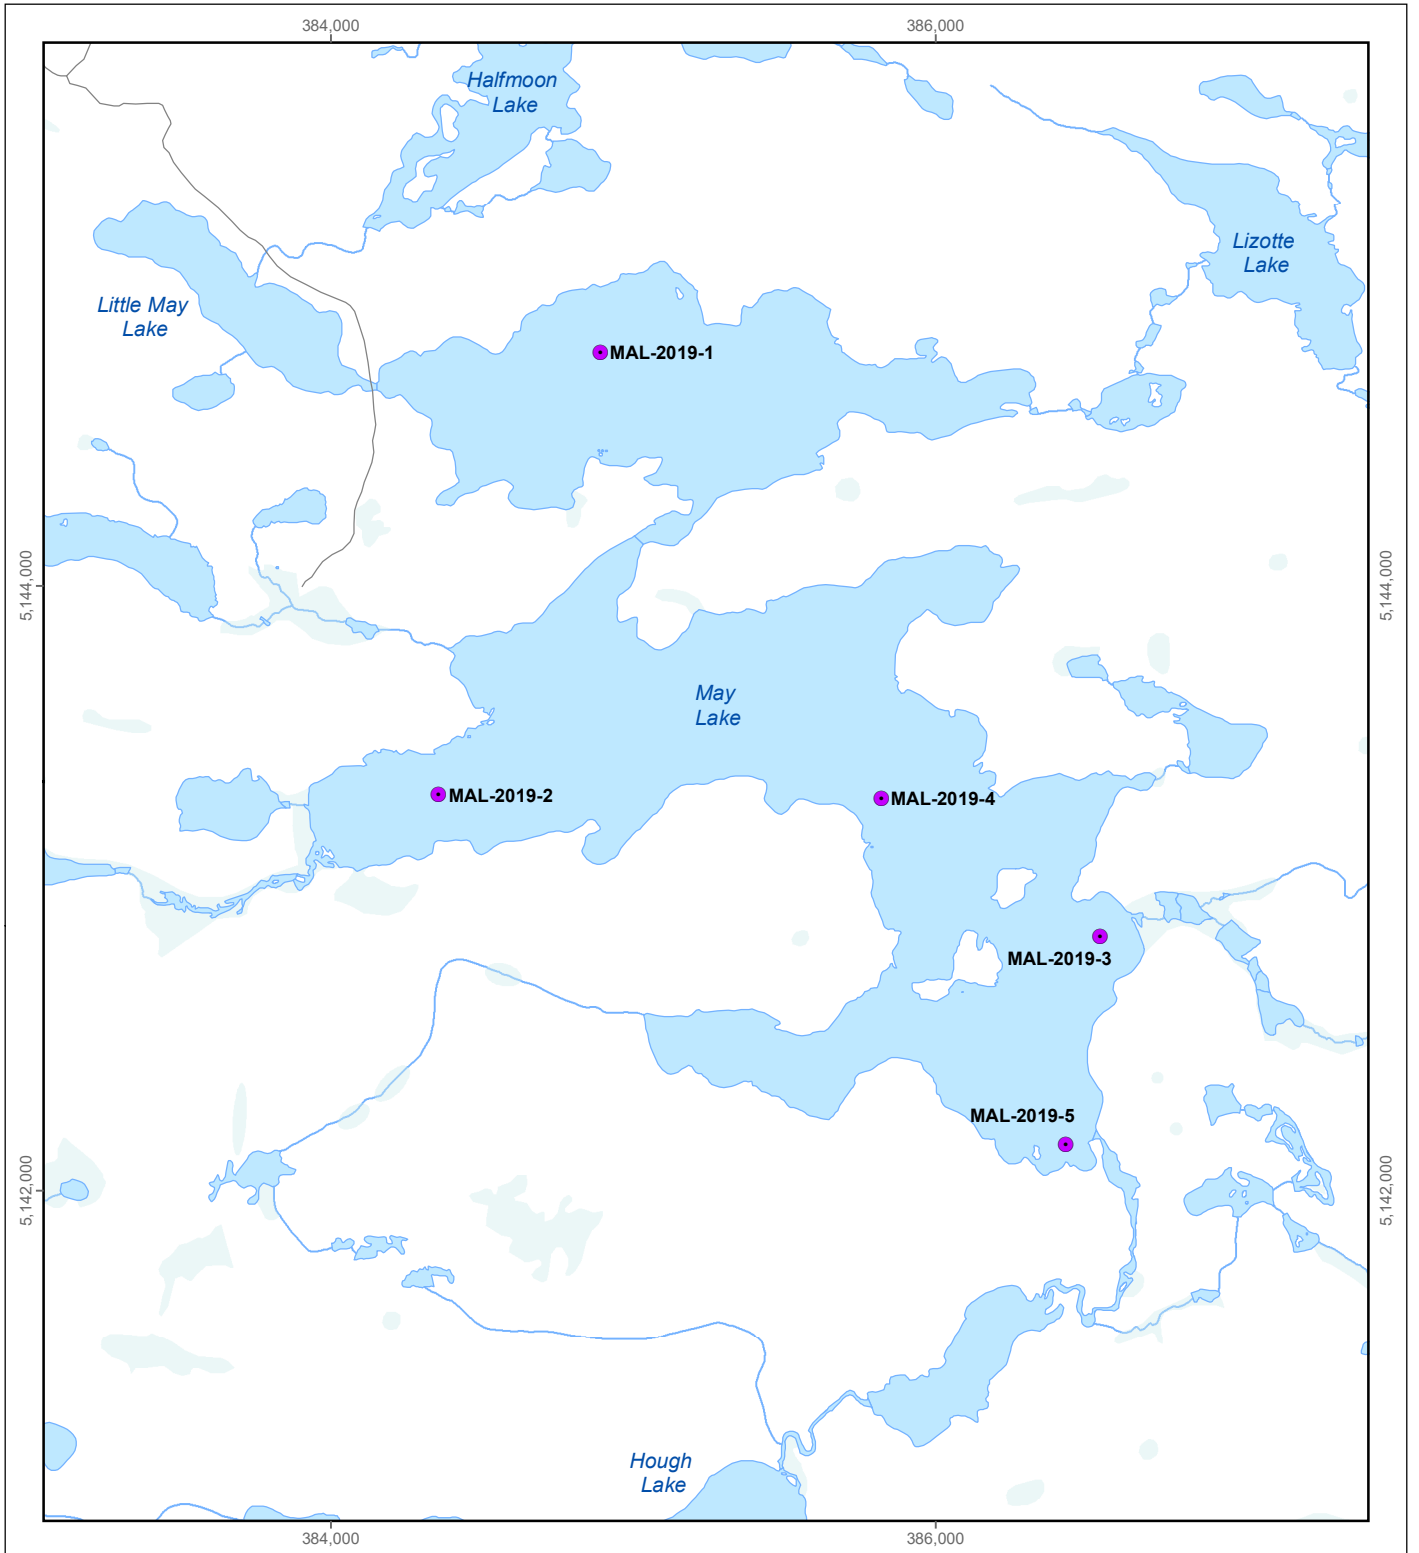 384,000
386,000
Halfmoon
Lake
Lizotte
Lake
Little May
Lake
MAL-2019-1
5,144,000
5,144,000
May
Lake
MAL-2019-2
MAL-2019-4
MAL-2019-3
MAL-2019-5
5,142,000
5,142,000
Hough
Lake
384,000
386,000